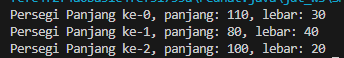 Persegi Panjang ke-0, panjang: 110, lebar: 30
Persegi Panjang ke-1, panjang: 80, lebar: 40
Persegi Panjang ke-2, panjang: 100, lebar: 20